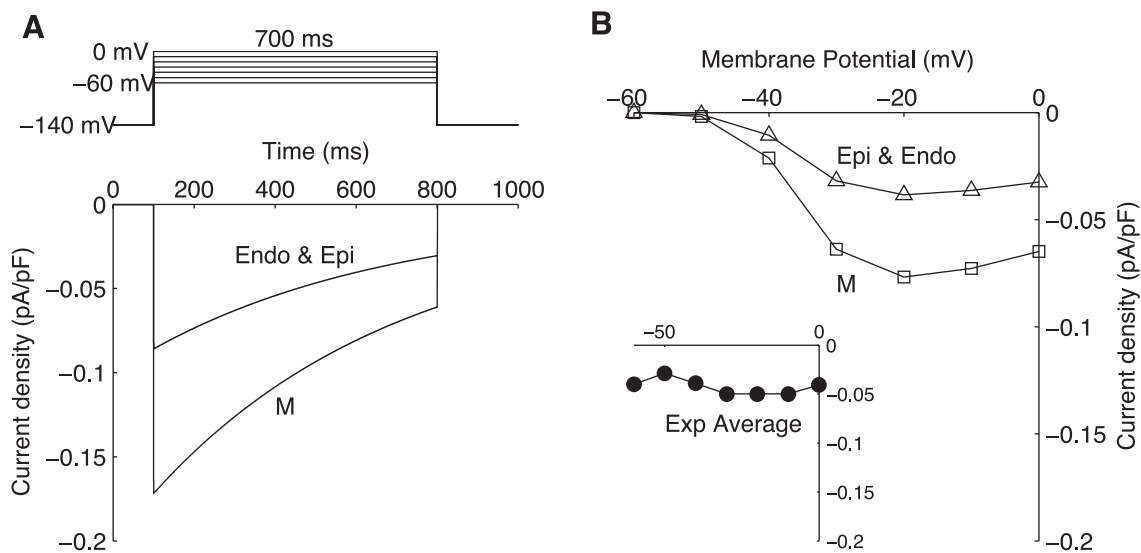 A
0 mV
700 ms
−60 mV
−140 mV
Time (ms)
0 200 400 600 800 1000
0
−0.05
−0.1
−0.15
−0.2
Current density (pA/pF)
Endo & Epi
M
B
Membrane Potential (mV)
−60 −40 −20 0
0
−0.05
−0.1
−0.15
−0.2
Current density (pA/pF)
Epi & Endo
M
−50 0
0
−0.05
−0.1
−0.15
−0.2
Exp Average